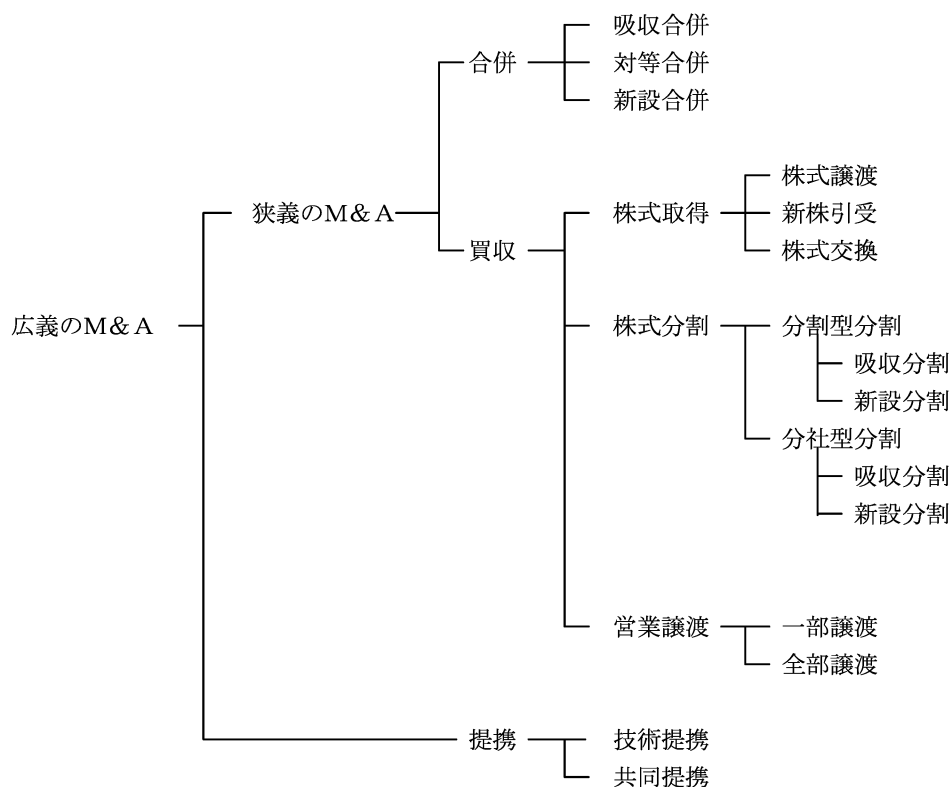 吸収合併
合併
対等合併
新設合併
株式譲渡
狭義のM&A
株式取得
新株引受
買収
株式交換
広義のM&A
株式分割
分割型分割
吸収分割
新設分割
分社型分割
吸収分割
新設分割
営業譲渡
一部譲渡
全部譲渡
提携
技術提携
共同提携